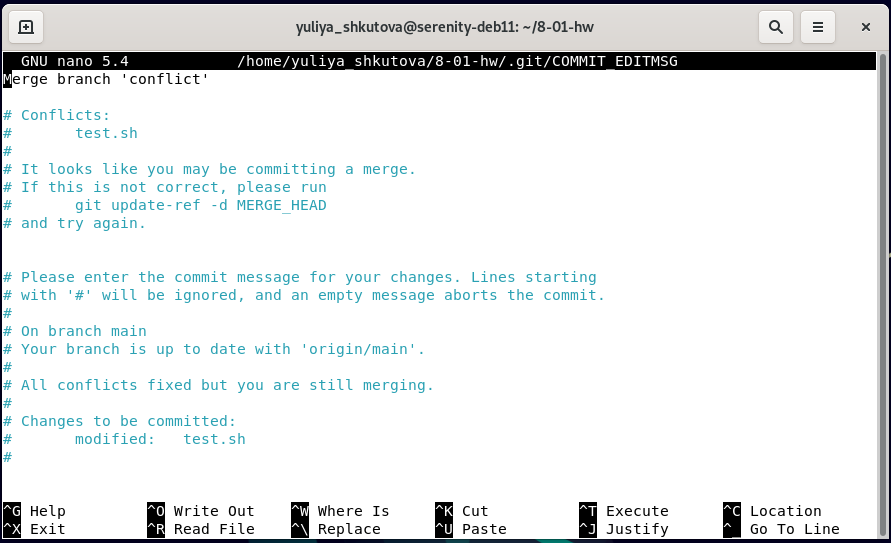 yuliya_shkutova@serenity-deb11: ~/8-01-hw
GNU nano 5.4 /home/yuliya_shkutova/8-01-hw/.git/COMMIT_EDITMSG
Merge branch 'conflict'
# Conflicts:
#       test.sh
#
# It looks like you may be committing a merge.
# If this is not correct, please run
#       git update-ref -d MERGE_HEAD
# and try again.
# Please enter the commit message for your changes. Lines starting
# with '#' will be ignored, and an empty message aborts the commit.
#
# On branch main
# Your branch is up to date with 'origin/main'.
#
# All conflicts fixed but you are still merging.
#
# Changes to be committed:
#       modified:   test.sh
#
^G Help ^O Write Out ^W Where Is ^K Cut ^T Execute ^C Location
^X Exit ^R Read File ^\ Replace ^U Paste ^J Justify ^_ Go To Line